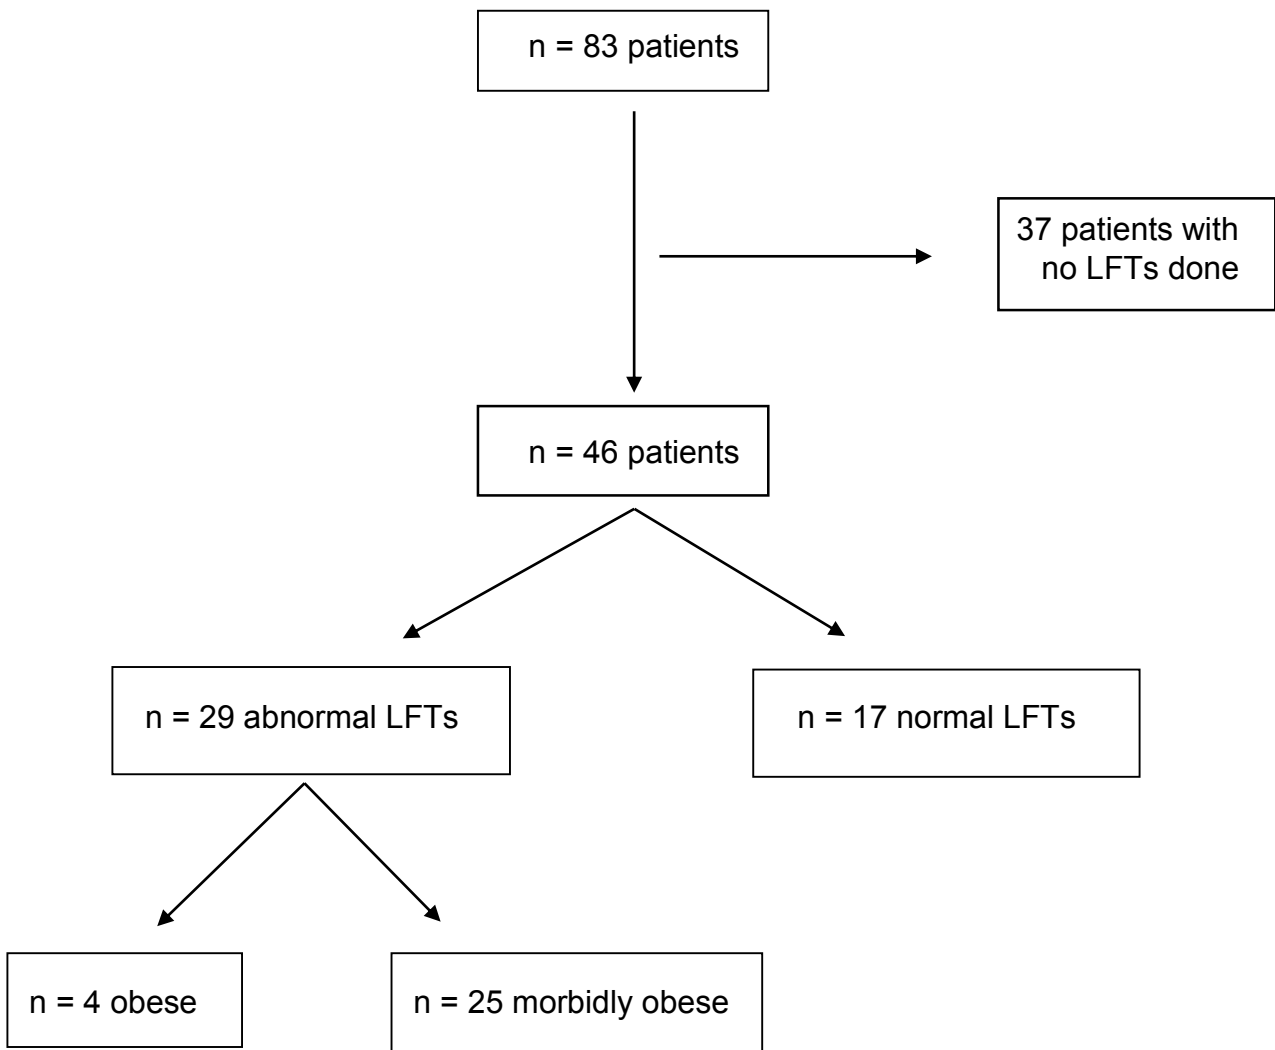 n = 83 patients
37 patients with
no LFTs done
n = 46 patients
n = 29 abnormal LFTs
n = 17 normal LFTs
n = 4 obese
n = 25 morbidly obese